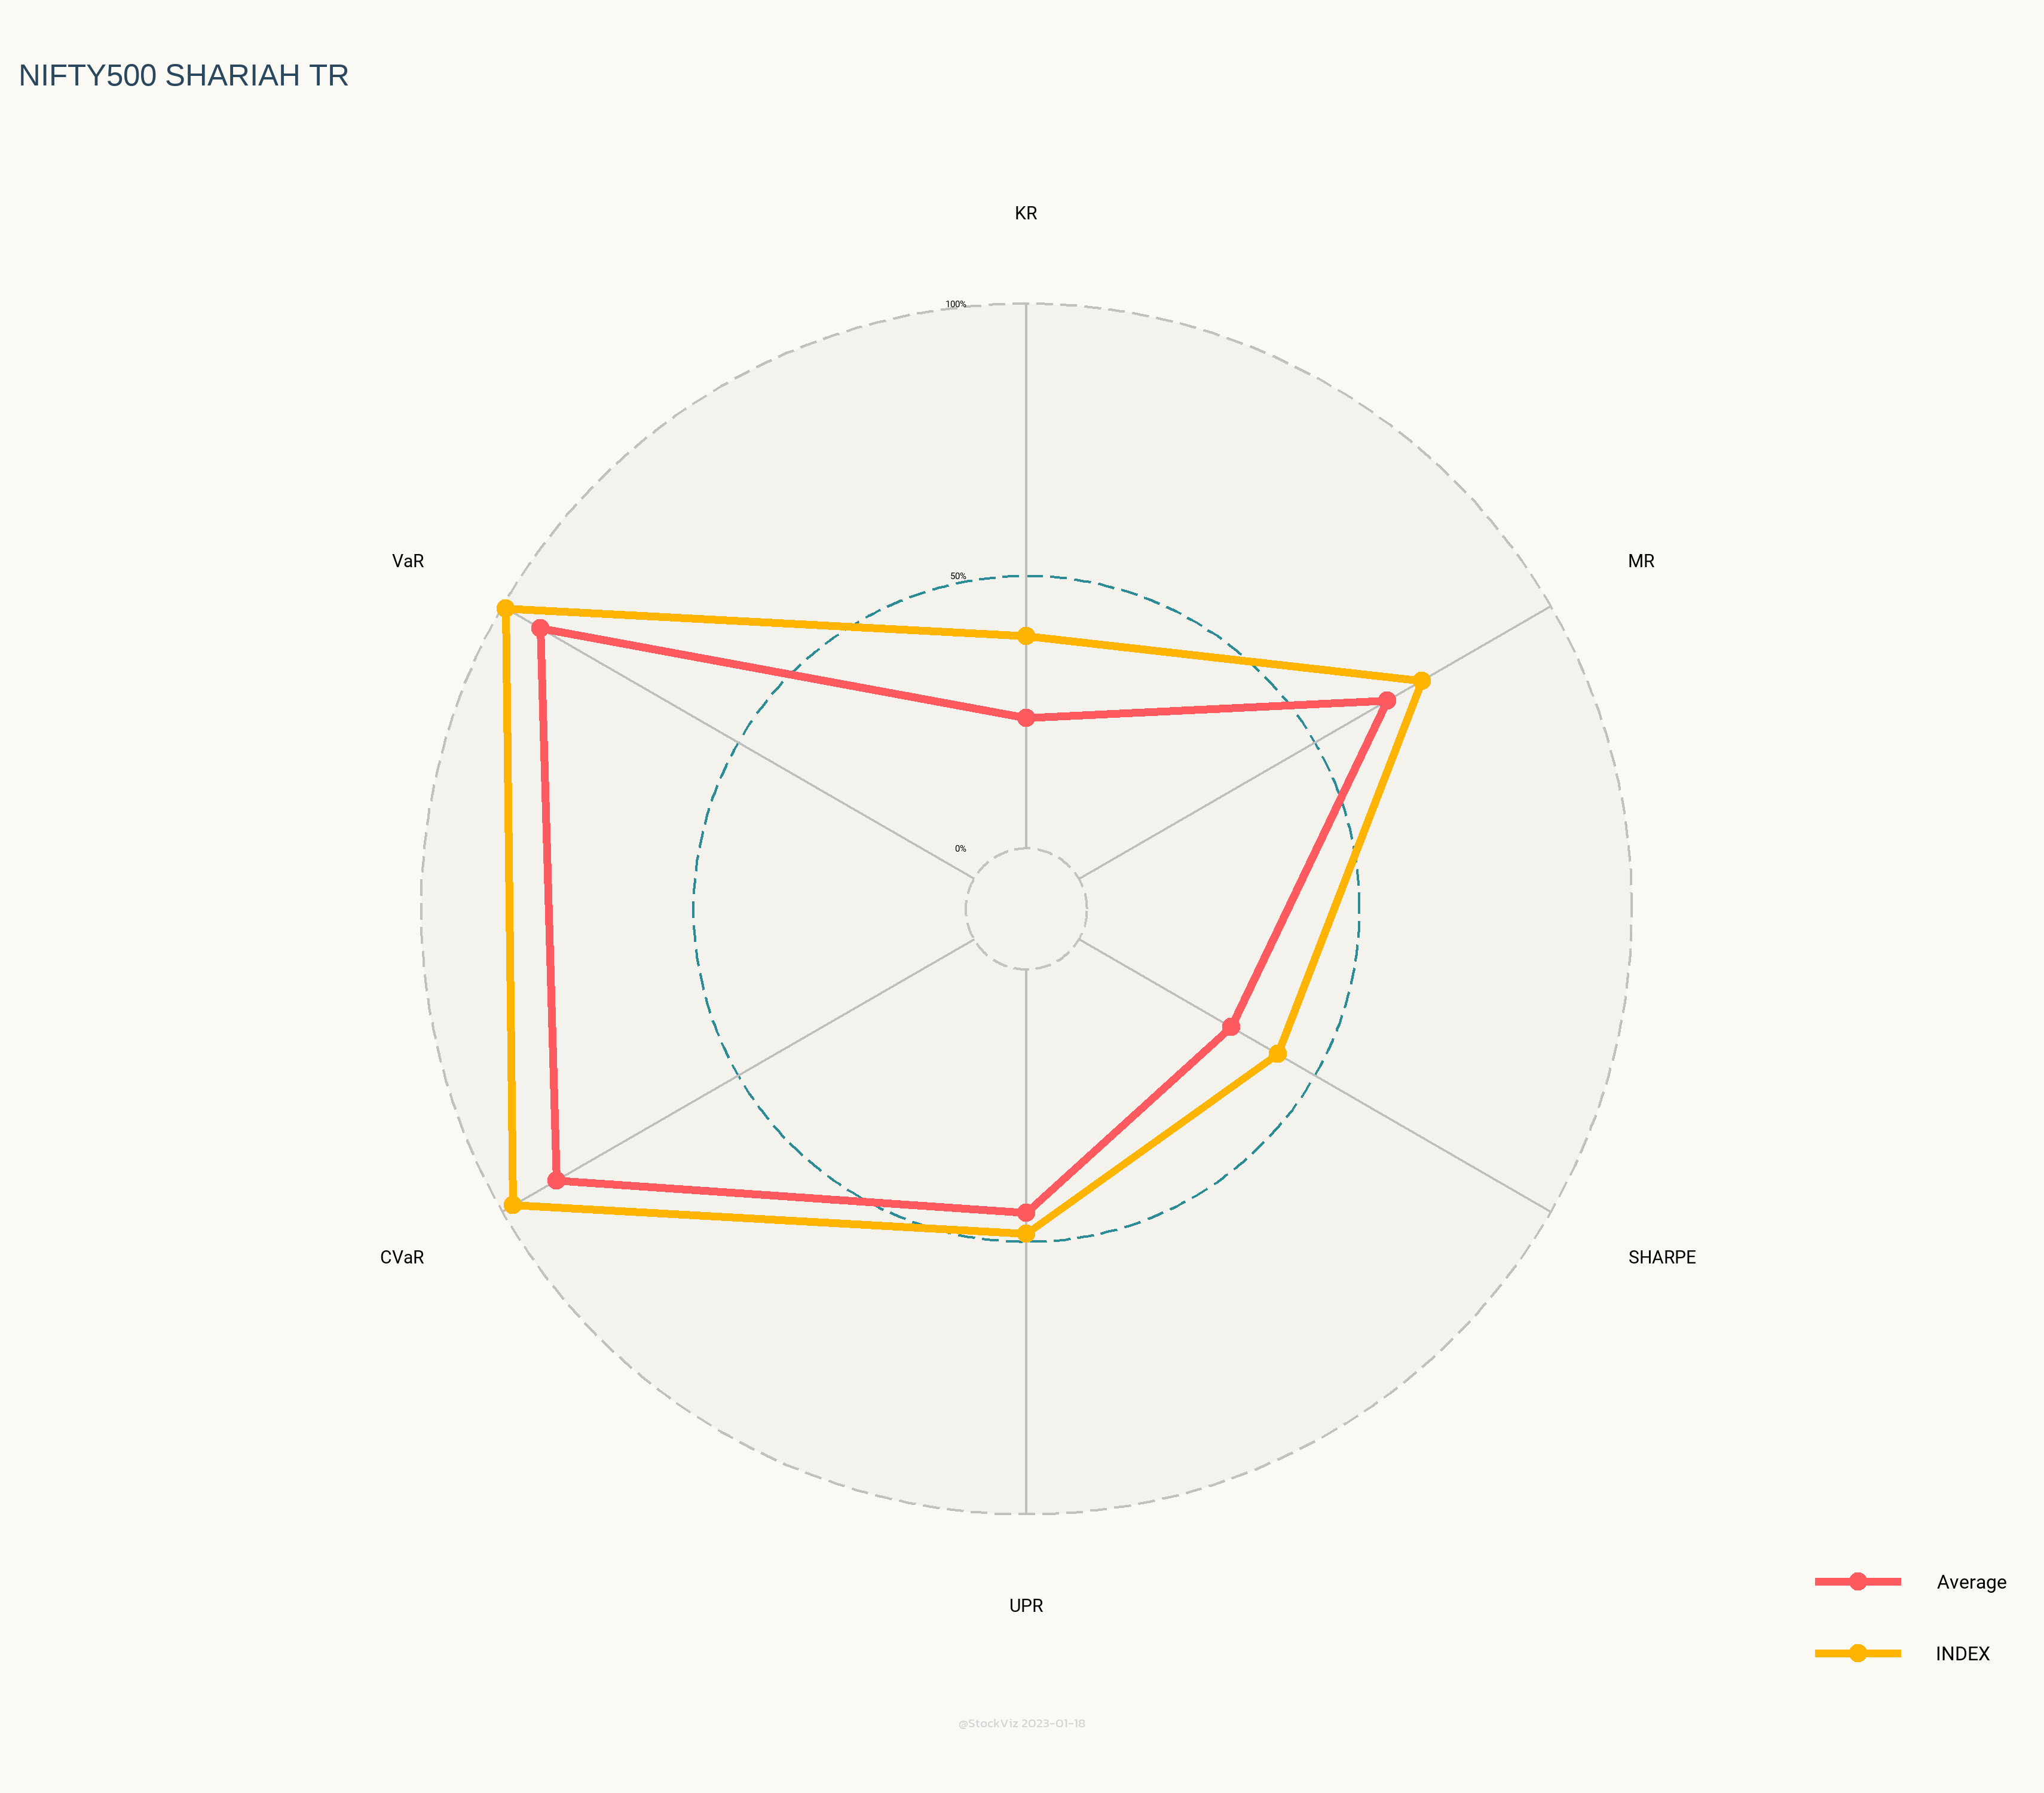 NIFTY500 SHARIAH TR
KR
100%
VaR
MR
50%
0%
CVaR
SHARPE
UPR
Average
INDEX
@StockViz 2023-01-18